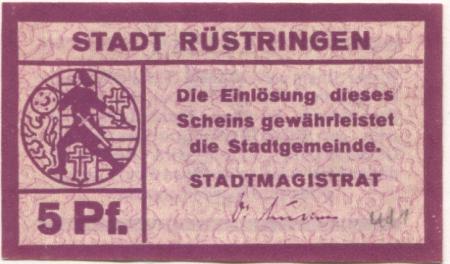 STADT RÜSTRINGEN
Die Einlösung dieses
Scheins gewährleistet
die Stadtgemeinde.
STADTMAGISTRAT
5 Pf.